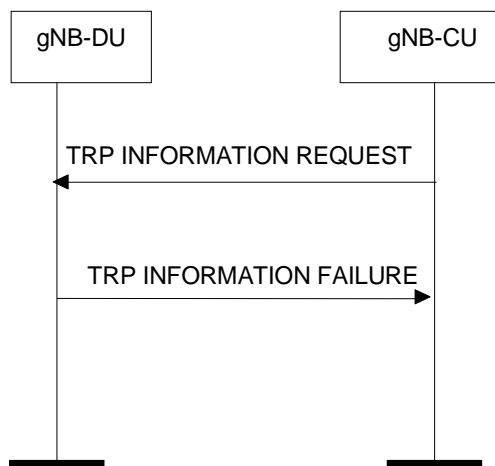 gNB-DU
gNB-CU
TRP INFORMATION REQUEST
TRP INFORMATION FAILURE